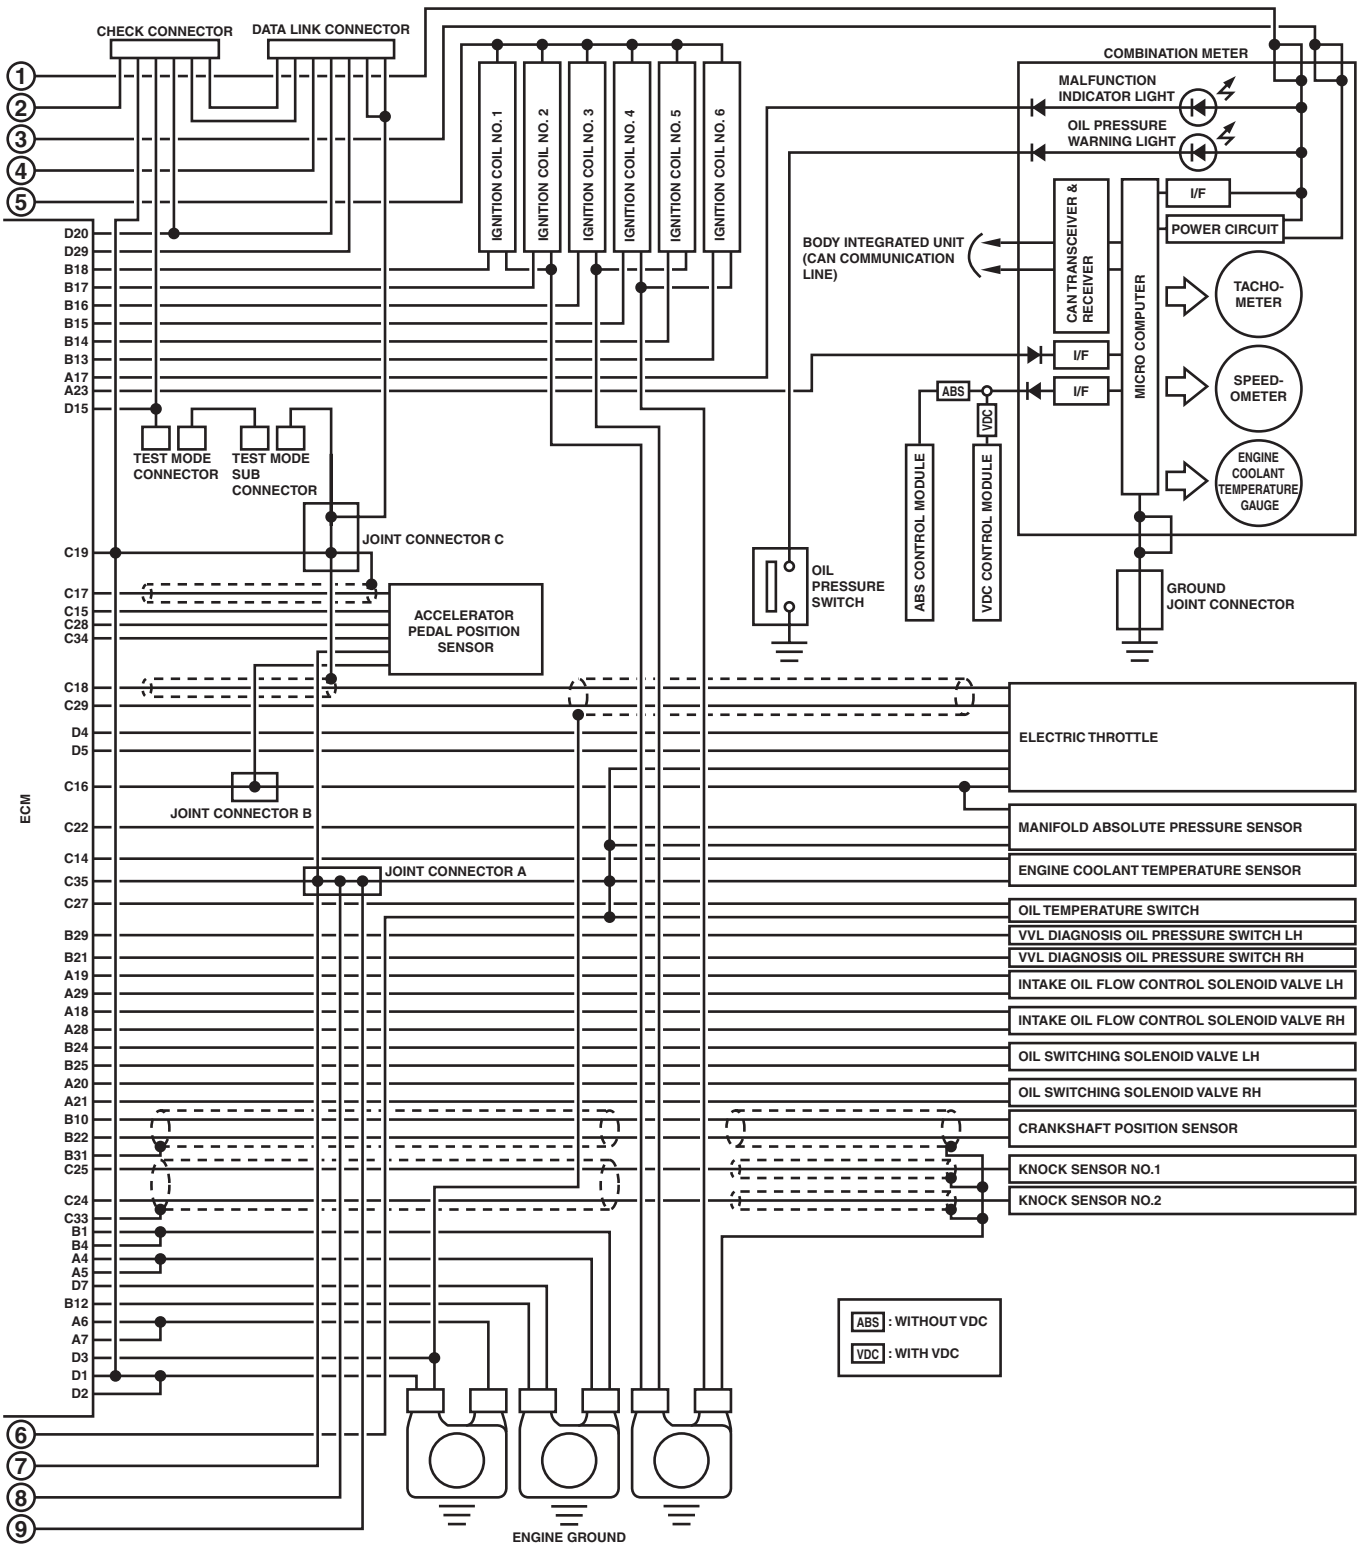 CHECK CONNECTOR
DATA LINK CONNECTOR
1
2
3
4
5
IGNITION COIL NO. 1
IGNITION COIL NO. 2
IGNITION COIL NO. 3
IGNITION COIL NO. 4
IGNITION COIL NO. 5
IGNITION COIL NO. 6
COMBINATION METER
MALFUNCTION
INDICATOR LIGHT
OIL PRESSURE
WARNING LIGHT
I/F
POWER CIRCUIT
CAN TRANSCEIVER &
RECEIVER
MICRO COMPUTER
BODY INTEGRATED UNIT
(CAN COMMUNICATION
LINE)
TACHO-
METER
I/F
I/F
SPEED-
OMETER
ENGINE
COOLANT
TEMPERATURE
GAUGE
ABS
VDC
ABS CONTROL MODULE
VDC CONTROL MODULE
OIL
PRESSURE
SWITCH
GROUND
JOINT CONNECTOR
ECM
D20
D29
B18
B17
B16
B15
B14
B13
A17
A23
D15
TEST MODE
CONNECTOR
TEST MODE
SUB
CONNECTOR
JOINT CONNECTOR C
C19
C17
C15
C28
C34
ACCELERATOR
PEDAL POSITION
SENSOR
C18
C29
D4
D5
ELECTRIC THROTTLE
C16
JOINT CONNECTOR B
C22
MANIFOLD ABSOLUTE PRESSURE SENSOR
C14
C35
JOINT CONNECTOR A
ENGINE COOLANT TEMPERATURE SENSOR
C27
OIL TEMPERATURE SWITCH
B29
VVL DIAGNOSIS OIL PRESSURE SWITCH LH
B21
VVL DIAGNOSIS OIL PRESSURE SWITCH RH
A19
A29
INTAKE OIL FLOW CONTROL SOLENOID VALVE LH
A18
A28
INTAKE OIL FLOW CONTROL SOLENOID VALVE RH
B24
B25
OIL SWITCHING SOLENOID VALVE LH
A20
A21
OIL SWITCHING SOLENOID VALVE RH
B10
B22
CRANKSHAFT POSITION SENSOR
B31
C25
KNOCK SENSOR NO.1
C24
KNOCK SENSOR NO.2
C33
B1
B4
A4
A5
D7
B12
A6
A7
D3
D1
D2
ABS : WITHOUT VDC
VDC : WITH VDC
6
7
8
9
ENGINE GROUND